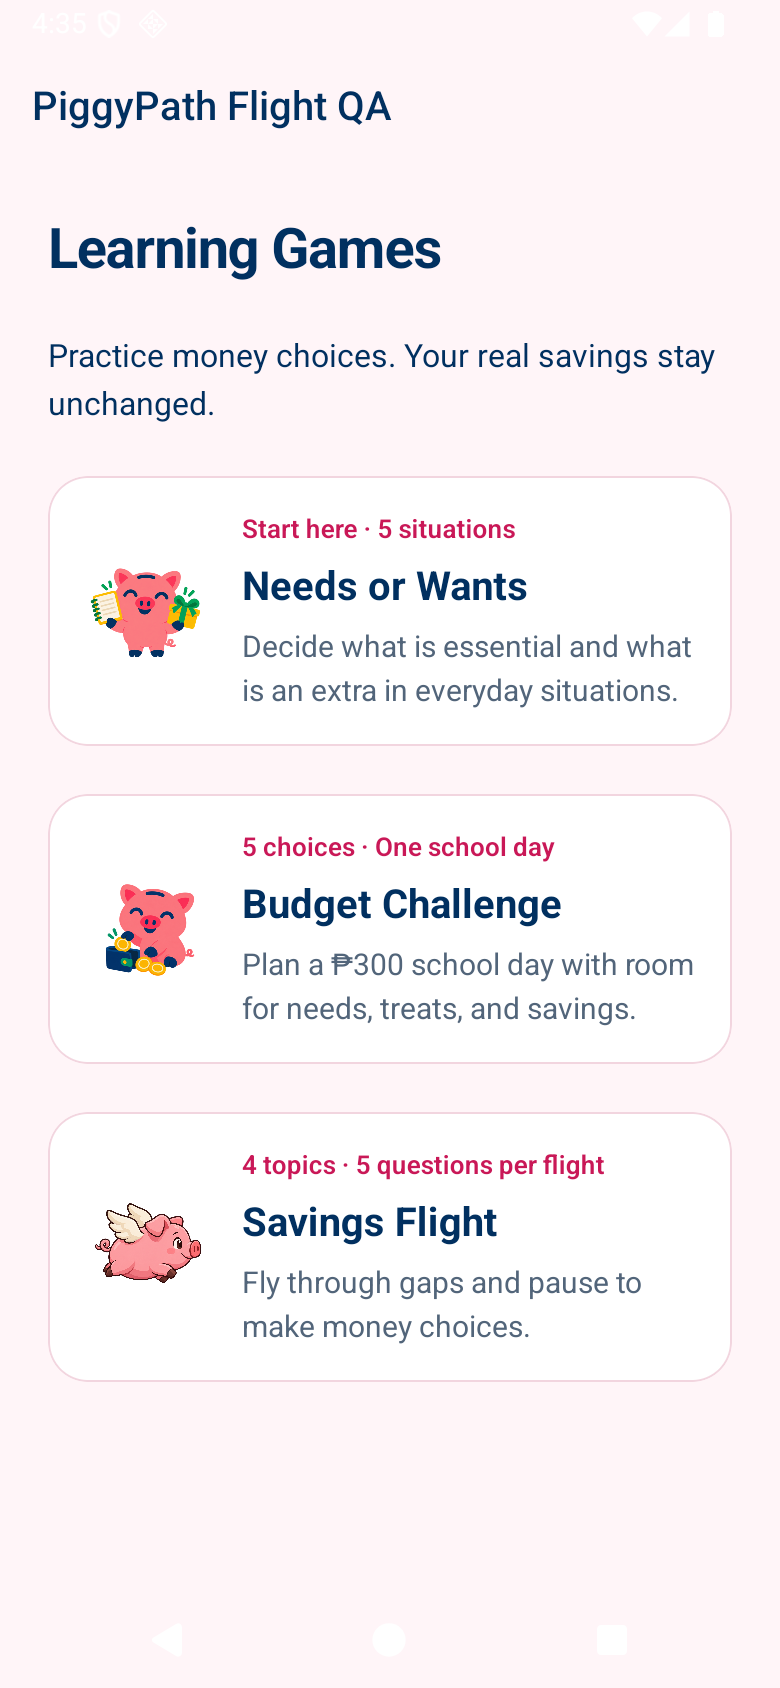 4:35
PiggyPath Flight QA
Learning Games
Practice money choices. Your real savings stay
unchanged.
Start here · 5 situations
Needs or Wants
Decide what is essential and what
is an extra in everyday situations.
5 choices · One school day
Budget Challenge
Plan a ₱300 school day with room
for needs, treats, and savings.
4 topics · 5 questions per flight
Savings Flight
Fly through gaps and pause to
make money choices.